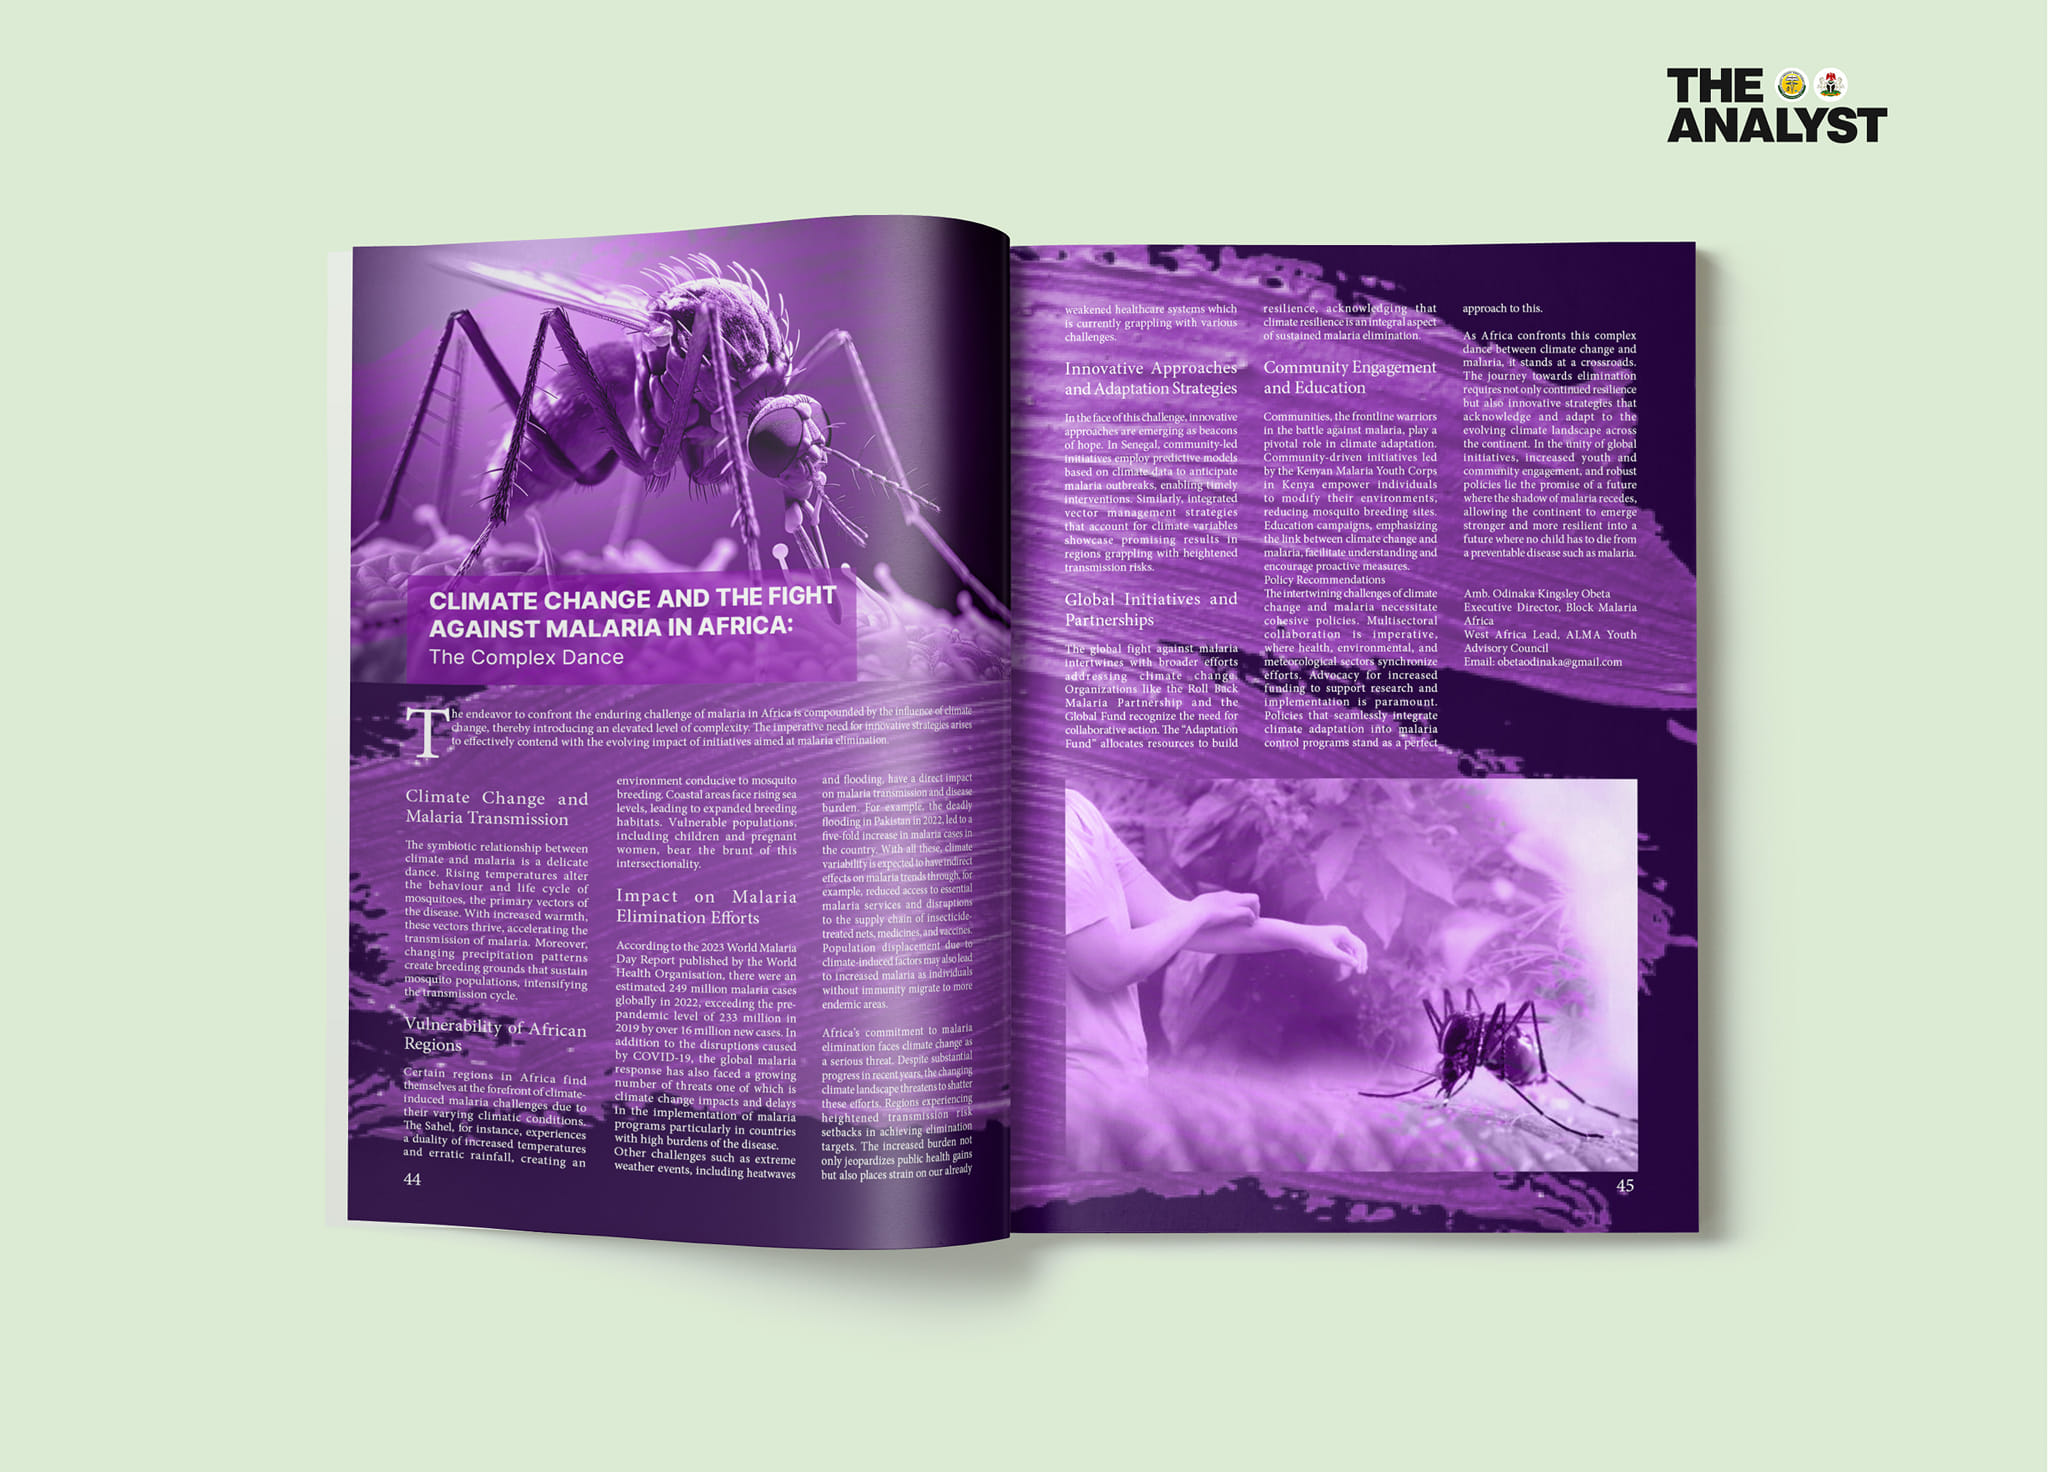 THE
ANALYST
CLIMATE CHANGE AND THE FIGHT
AGAINST MALARIA IN AFRICA:
The Complex Dance
The endeavor to confront the enduring challenge of malaria in Africa is compounded by the influence of climate
change, thereby introducing an elevated level of complexity. The imperative need for innovative strategies arises
to effectively contend with the evolving impact of initiatives aimed at malaria elimination.
Climate Change and
Malaria Transmission
The symbiotic relationship between
climate and malaria is a delicate
dance. Rising temperatures alter
the behaviour and life cycle of
mosquitoes, the primary vectors of
the disease. With increased warmth,
these vectors thrive, accelerating the
transmission of malaria. Moreover,
changing precipitation patterns
create breeding grounds that sustain
mosquito populations, intensifying
the transmission cycle.
Vulnerability of African
Regions
Certain regions in Africa find
themselves at the forefront of climate-
induced malaria challenges due to
their varying climatic conditions.
The Sahel, for instance, experiences
a duality of increased temperatures
and erratic rainfall, creating an
environment conducive to mosquito
breeding. Coastal areas face rising sea
levels, leading to expanded breeding
habitats. Vulnerable populations,
including children and pregnant
women, bear the brunt of this
intersectionality.
Impact on Malaria
Elimination Efforts
According to the 2023 World Malaria
Day Report published by the World
Health Organisation, there were an
estimated 249 million malaria cases
globally in 2022, exceeding the pre-
pandemic level of 233 million in
2019 by over 16 million new cases. In
addition to the disruptions caused
by COVID-19, the global malaria
response has also faced a growing
number of threats one of which is
climate change impacts and delays
in the implementation of malaria
programs particularly in countries
with high burdens of the disease.
Other challenges such as extreme
weather events, including heatwaves
and flooding, have a direct impact
on malaria transmission and disease
burden. For example, the deadly
flooding in Pakistan in 2022, led to a
five-fold increase in malaria cases in
the country. With all these, climate
variability is expected to have indirect
effects on malaria trends through, for
example, reduced access to essential
malaria services and disruptions
to the supply chain of insecticide-
treated nets, medicines, and vaccines.
Population displacement due to
climate-induced factors may also lead
to increased malaria as individuals
without immunity migrate to more
endemic areas.
Africa's commitment to malaria
elimination faces climate change as
a serious threat. Despite substantial
progress in recent years, the changing
climate landscape threatens to shatter
these efforts. Regions experiencing
heightened transmission risk
setbacks in achieving elimination
targets. The increased burden not
only jeopardizes public health gains
but also places strain on our already
44
weakened healthcare systems which
is currently grappling with various
challenges.
Innovative Approaches
and Adaptation Strategies
In the face of this challenge, innovative
approaches are emerging as beacons
of hope. In Senegal, community-led
initiatives employ predictive models
based on climate data to anticipate
malaria outbreaks, enabling timely
interventions. Similarly, integrated
vector management strategies
that account for climate variables
showcase promising results in
regions grappling with heightened
transmission risks.
Global Initiatives and
Partnerships
The global fight against malaria
intertwines with broader efforts
addressing climate change.
Organizations like the Roll Back
Malaria Partnership and the
Global Fund recognize the need for
collaborative action. The “Adaptation
Fund” allocates resources to build
resilience, acknowledging that
climate resilience is an integral aspect
of sustained malaria elimination.
Community Engagement
and Education
Communities, the frontline warriors
in the battle against malaria, play a
pivotal role in climate adaptation.
Community-driven initiatives led
by the Kenyan Malaria Youth Corps
in Kenya empower individuals
to modify their environments,
reducing mosquito breeding sites.
Education campaigns, emphasizing
the link between climate change and
malaria, facilitate understanding and
encourage proactive measures.
Policy Recommendations
The intertwining challenges of climate
change and malaria necessitate
cohesive policies. Multisectoral
collaboration is imperative,
where health, environmental, and
meteorological sectors synchronize
efforts. Advocacy for increased
funding to support research and
implementation is paramount.
Policies that seamlessly integrate
climate adaptation into malaria
control programs stand as a perfect
approach to this.
As Africa confronts this complex
dance between climate change and
malaria, it stands at a crossroads.
The journey towards elimination
requires not only continued resilience
but also innovative strategies that
acknowledge and adapt to the
evolving climate landscape across
the continent. In the unity of global
initiatives, increased youth and
community engagement, and robust
policies lie the promise of a future
where the shadow of malaria recedes,
allowing the continent to emerge
stronger and more resilient into a
future where no child has to die from
a preventable disease such as malaria.
Amb. Odinaka Kingsley Obeta
Executive Director, Block Malaria
Africa
West Africa Lead, ALMA Youth
Advisory Council
Email: obetaodinaka@gmail.com
45